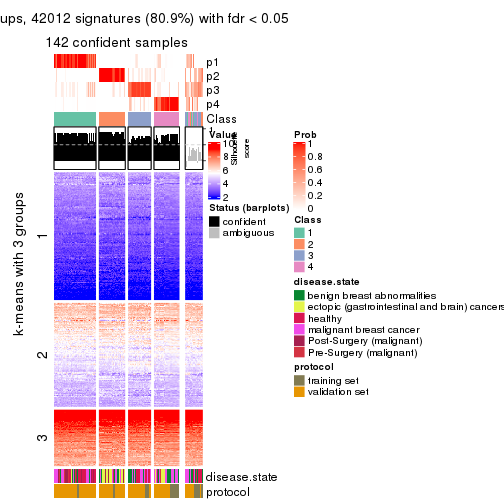 ups, 42012 signatures (80.9%) with fdr < 0.05
142 confident samples
p1
p2
p3
p4
Class
1
Silhouette
score
Value
10
8
6
4
2
Status (barplots)
confident
ambiguous
Prob
1
0.8
0.6
0.4
0.2
0
Class
1
2
3
4
disease.state
benign breast abnormalities
ectopic (gastrointestinal and brain) cancers
healthy
malignant breast cancer
Post-Surgery (malignant)
Pre-Surgery (malignant)
protocol
training set
validation set
k-means with 3 groups
1
2
3
disease.state
protocol